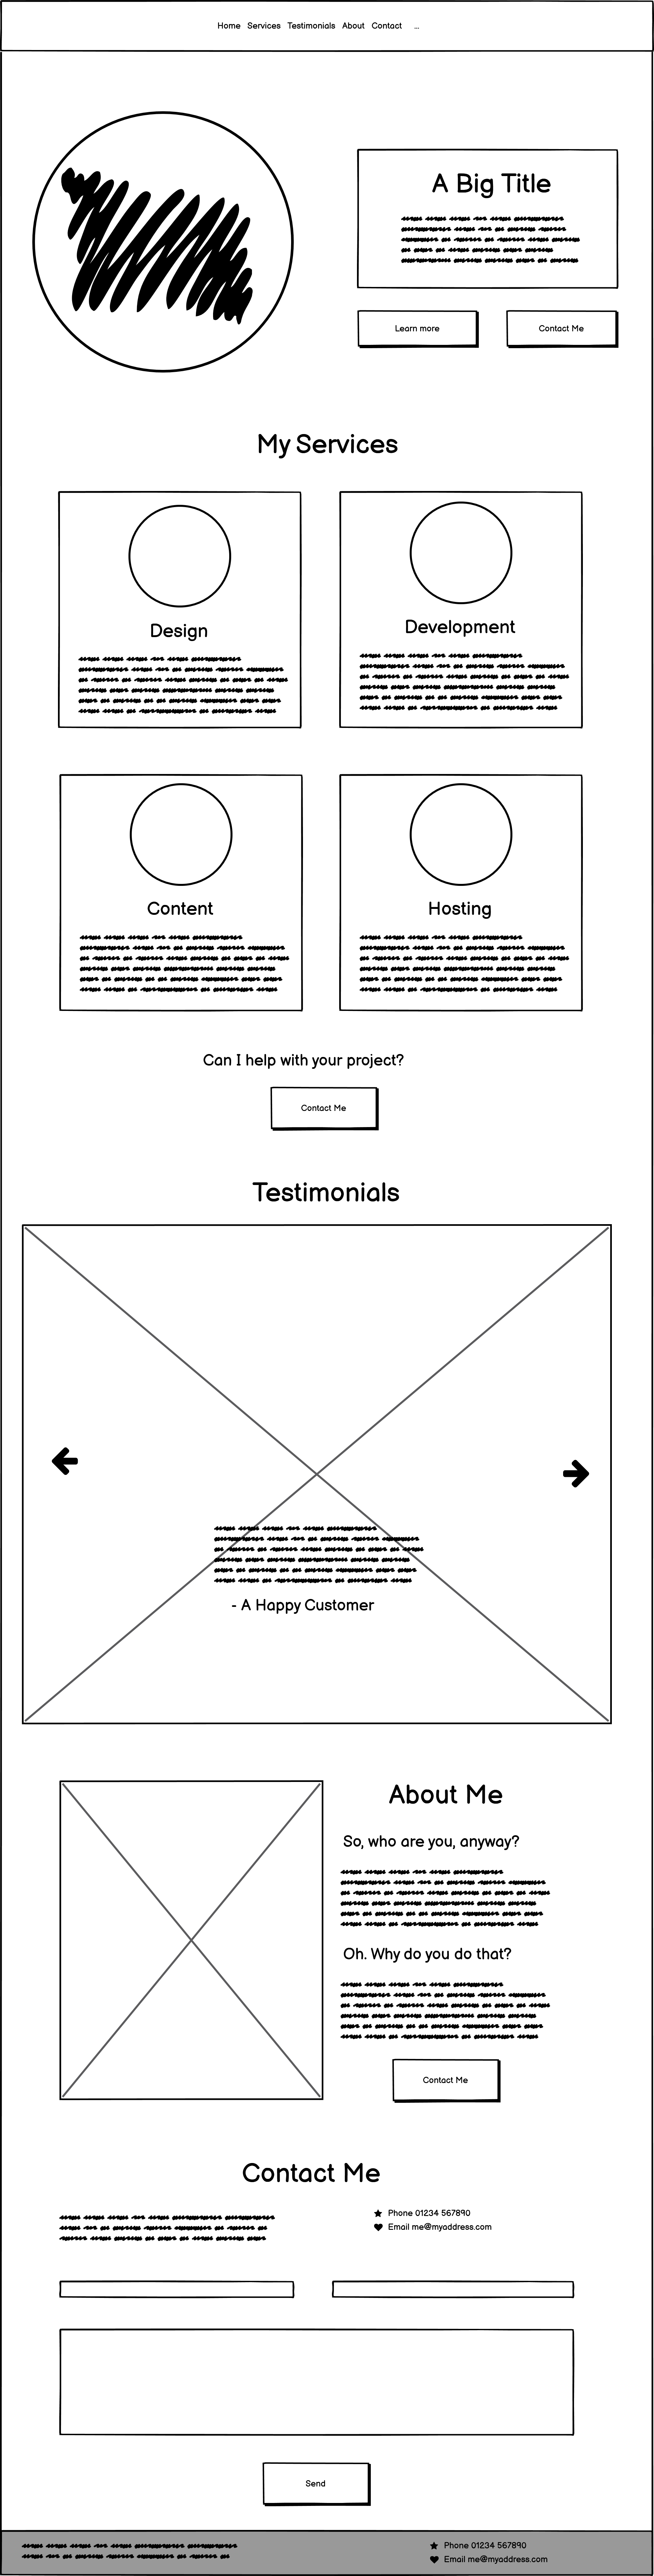 Home Services Testimonials About Contact ...
A Big Title
Learn more
Contact Me
My Services
Design
Development
Content
Hosting
Can I help with your project?
Contact Me
Testimonials
- A Happy Customer
About Me
So, who are you, anyway?
Oh. Why do you do that?
Contact Me
Contact Me
Phone 01234 567890
Email me@myaddress.com
Send
Phone 01234 567890
Email me@myaddress.com